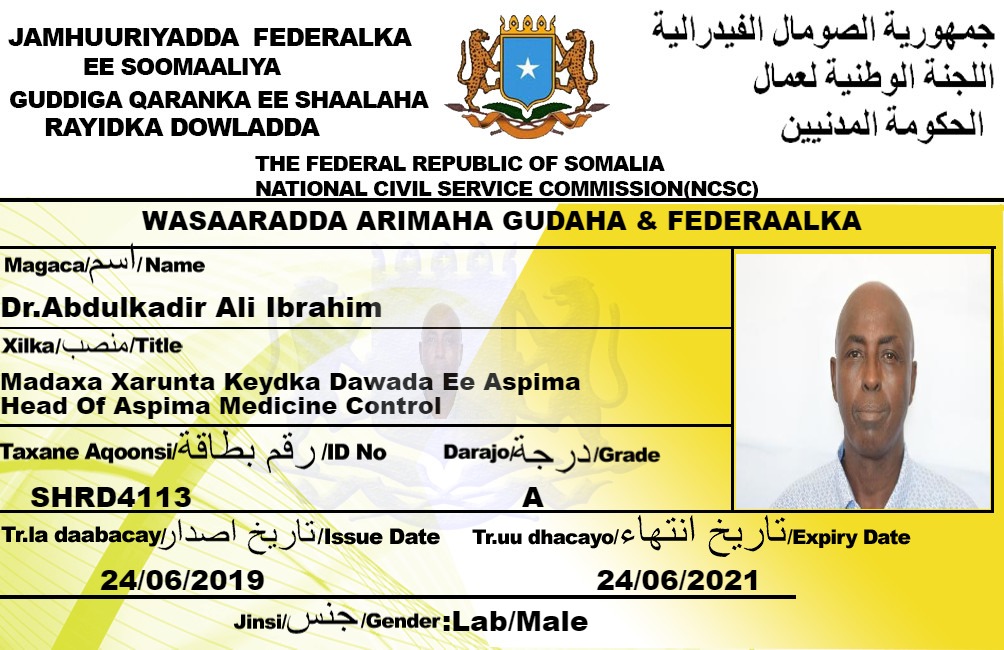 JAMHUURIYADDA FEDERALKA
EE SOOMAALIYA
GUDDIGA QARANKA EE SHAALAHA
RAYIDKA DOWLADDA
جمهورية الصومال الفيدرالية
اللجنة الوطنية لعمال
الحكومة المدنيين
THE FEDERAL REPUBLIC OF SOMALIA
NATIONAL CIVIL SERVICE COMMISSION(NCSC)
WASAARADDA ARIMAHA GUDAHA & FEDERAALKA
Magaca/اسم/Name
Dr.Abdulkadir Ali Ibrahim
Xilka/منصب/Title
Madaxa Xarunta Keydka Dawada Ee Aspima
Head Of Aspima Medicine Control
Taxane Aqoonsi/رقم بطاقة/ID No Darajo/درجة/Grade
SHRD4113 A
Tr.la daabacay/تاريخ اصدار/Issue Date Tr.uu dhacayo/تاريخ انتهاء/Expiry Date
24/06/2019 24/06/2021
Jinsi/جنس/Gender:Lab/Male